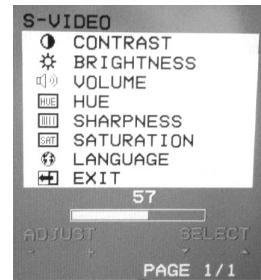 S-VIDEO
CONTRAST
BRIGHTNESS
VOLUME
HUE HUE
SHARPNESS
SAT SATURATION
LANGUAGE
EXIT
57
ADJUST SELECT
- +
PAGE 1/1